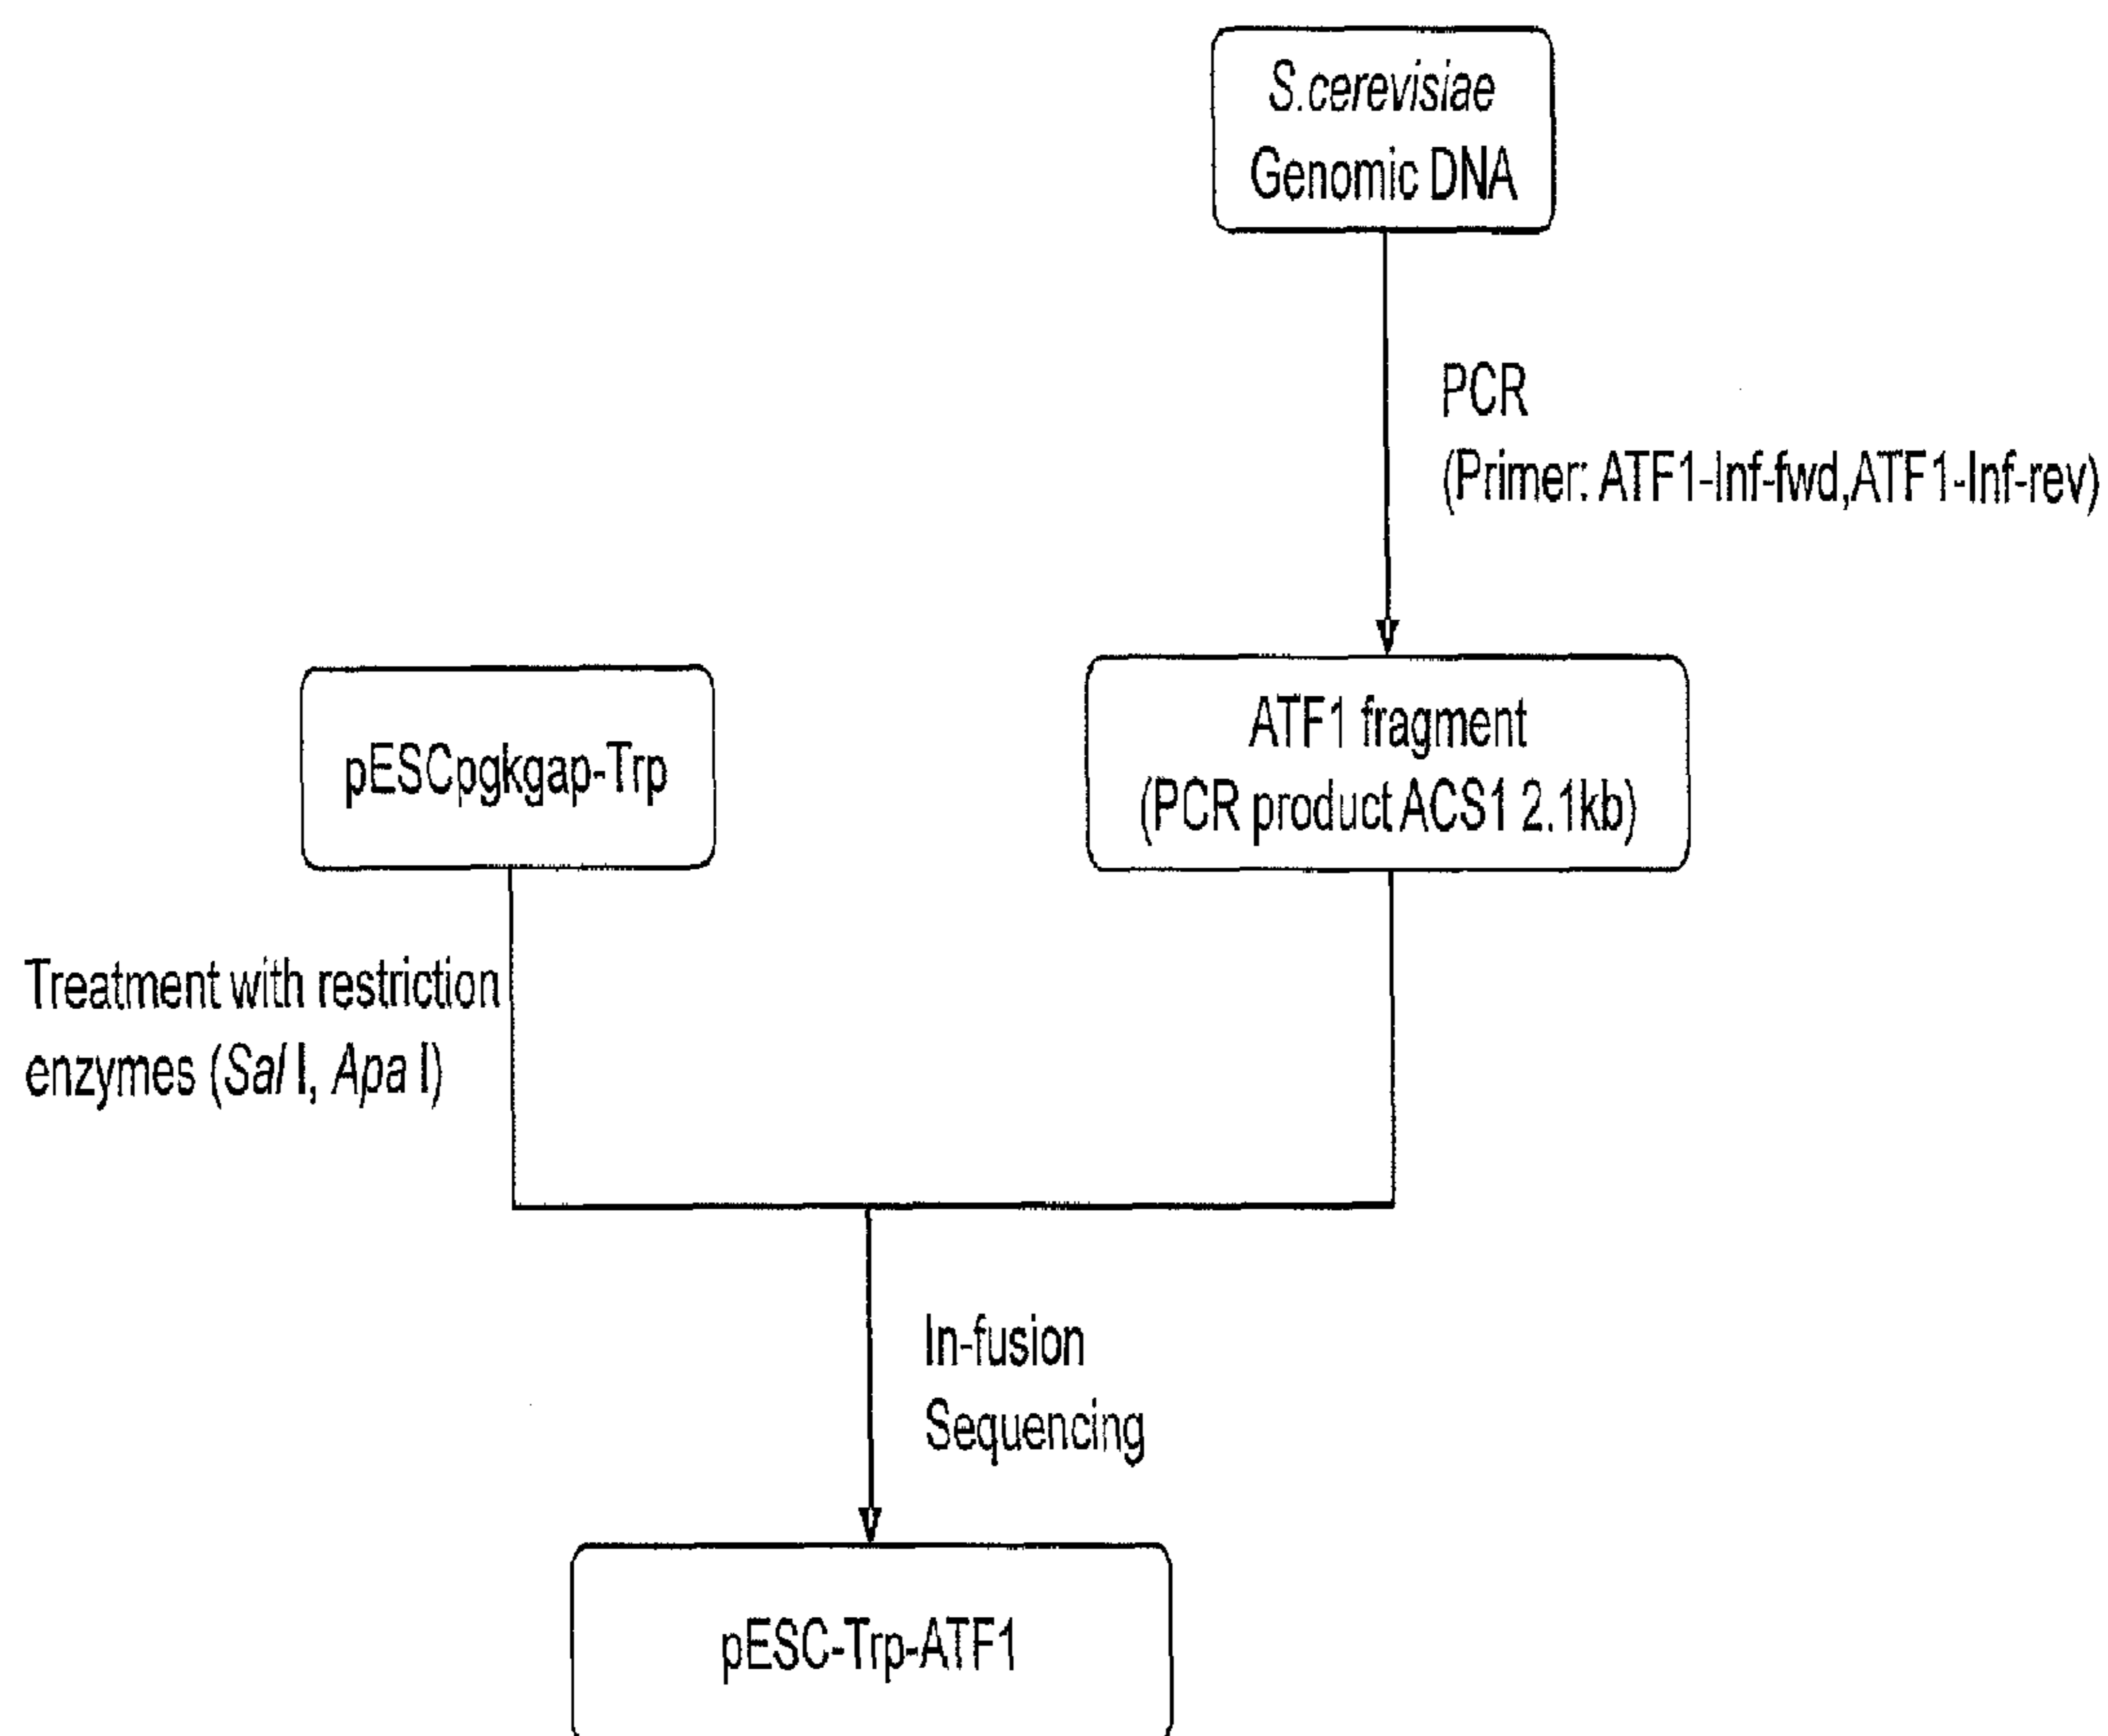 S.cerevisiae
Genomic DNA
PCR
(Primer: ATF1-Inf-fwd,ATF1-Inf-rev)
pESCpgkgap-Trp
ATF1 fragment
(PCR product ACS1 2.1kb)
Treatment with restriction
enzymes (Sal I, Apa I)
In-fusion
Sequencing
pESC-Trp-ATF1